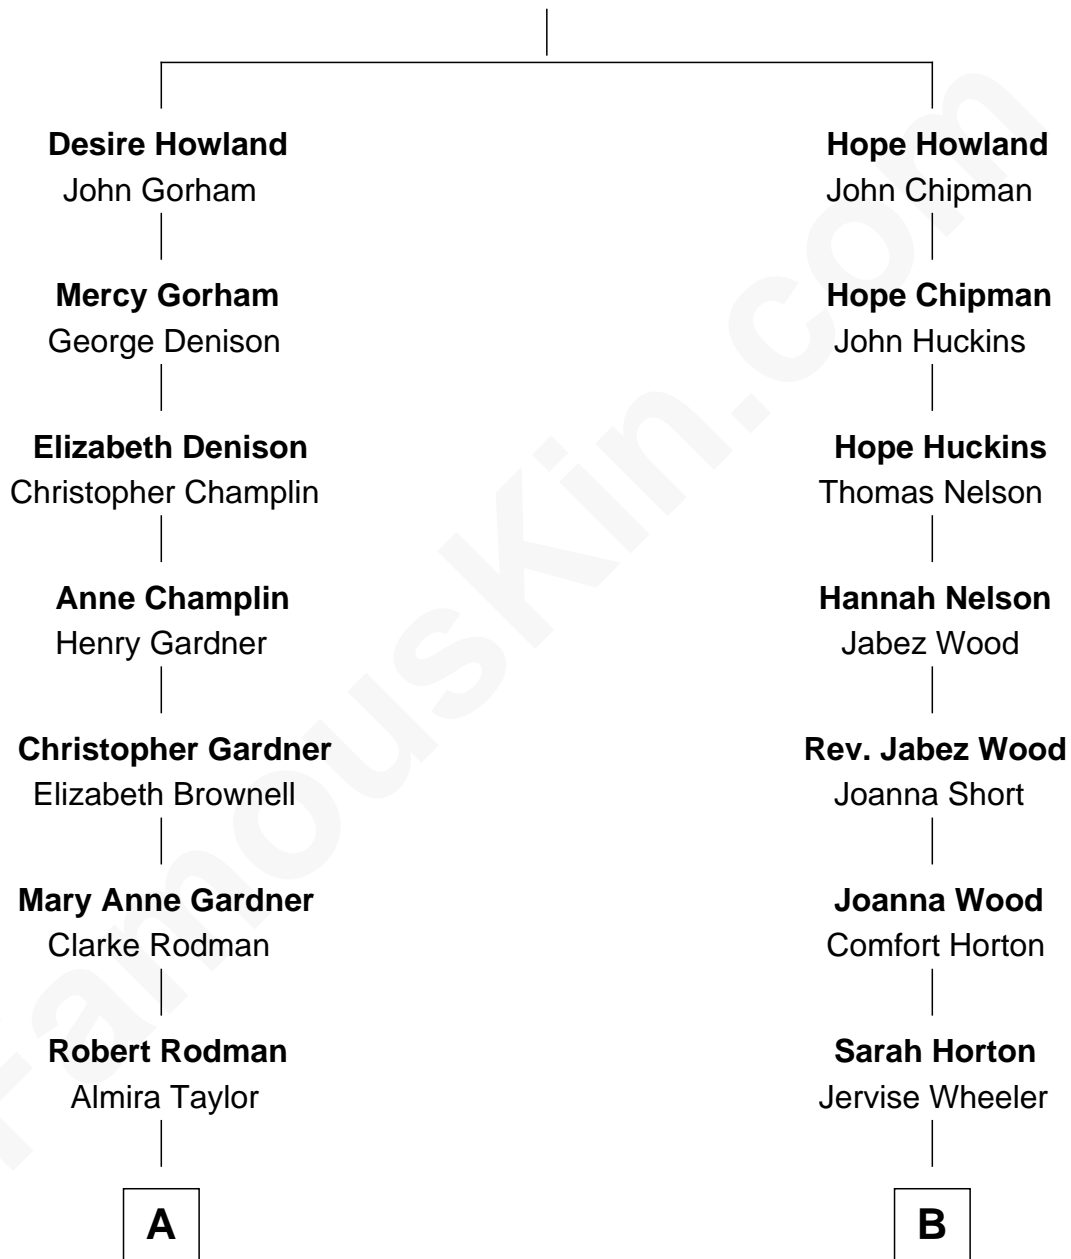 Desire Howland
John Gorham
Mercy Gorham
George Denison
Elizabeth Denison
Christopher Champlin
Anne Champlin
Henry Gardner
Christopher Gardner
Elizabeth Brownell
Mary Anne Gardner
Clarke Rodman
Robert Rodman
Almira Taylor
A
Hope Howland
John Chipman
Hope Chipman
John Huckins
Hope Huckins
Thomas Nelson
Hannah Nelson
Jabez Wood
Rev. Jabez Wood
Joanna Short
Joanna Wood
Comfort Horton
Sarah Horton
Jervise Wheeler
B
FamousKin.com